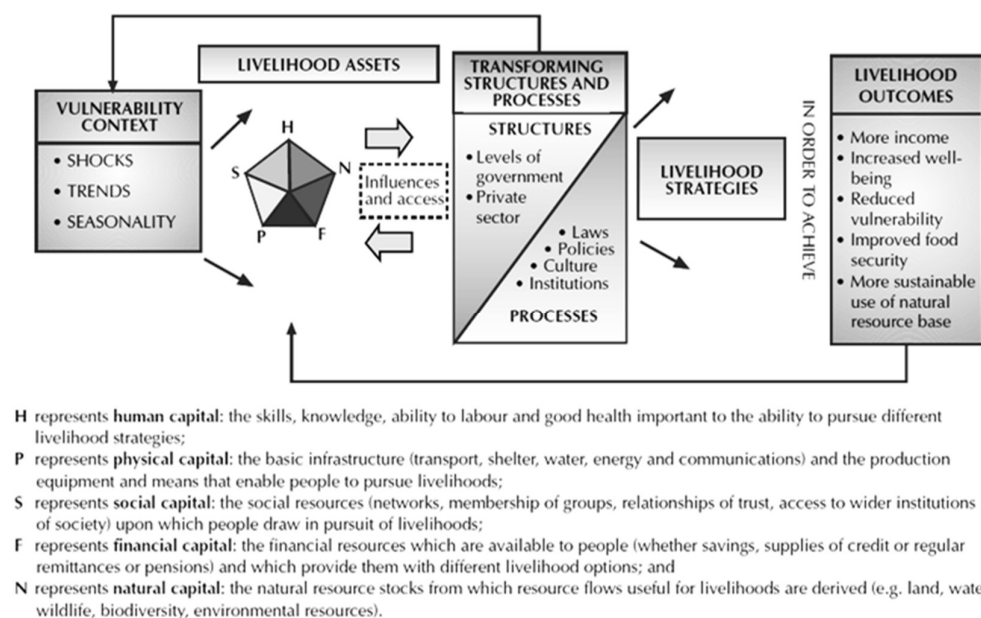 LIVELIHOOD ASSETS
VULNERABILITY
CONTEXT
• SHOCKS
• TRENDS
• SEASONALITY
H
S
N
P
F
Influences
and access
TRANSFORMING
STRUCTURES AND
PROCESSES
STRUCTURES
• Levels of
government
• Private
sector
• Laws
• Policies
• Culture
• Institutions
PROCESSES
LIVELIHOOD
STRATEGIES
IN ORDER TO ACHIEVE
LIVELIHOOD
OUTCOMES
• More income
• Increased well-
being
• Reduced
vulnerability
• Improved food
security
• More sustainable
use of natural
resource base
H represents human capital: the skills, knowledge, ability to labour and good health important to the ability to pursue different
livelihood strategies;
P represents physical capital: the basic infrastructure (transport, shelter, water, energy and communications) and the production
equipment and means that enable people to pursue livelihoods;
S represents social capital: the social resources (networks, membership of groups, relationships of trust, access to wider institutions
of society) upon which people draw in pursuit of livelihoods;
F represents financial capital: the financial resources which are available to people (whether savings, supplies of credit or regular
remittances or pensions) and which provide them with different livelihood options; and
N represents natural capital: the natural resource stocks from which resource flows useful for livelihoods are derived (e.g. land, wate
wildlife, biodiversity, environmental resources).